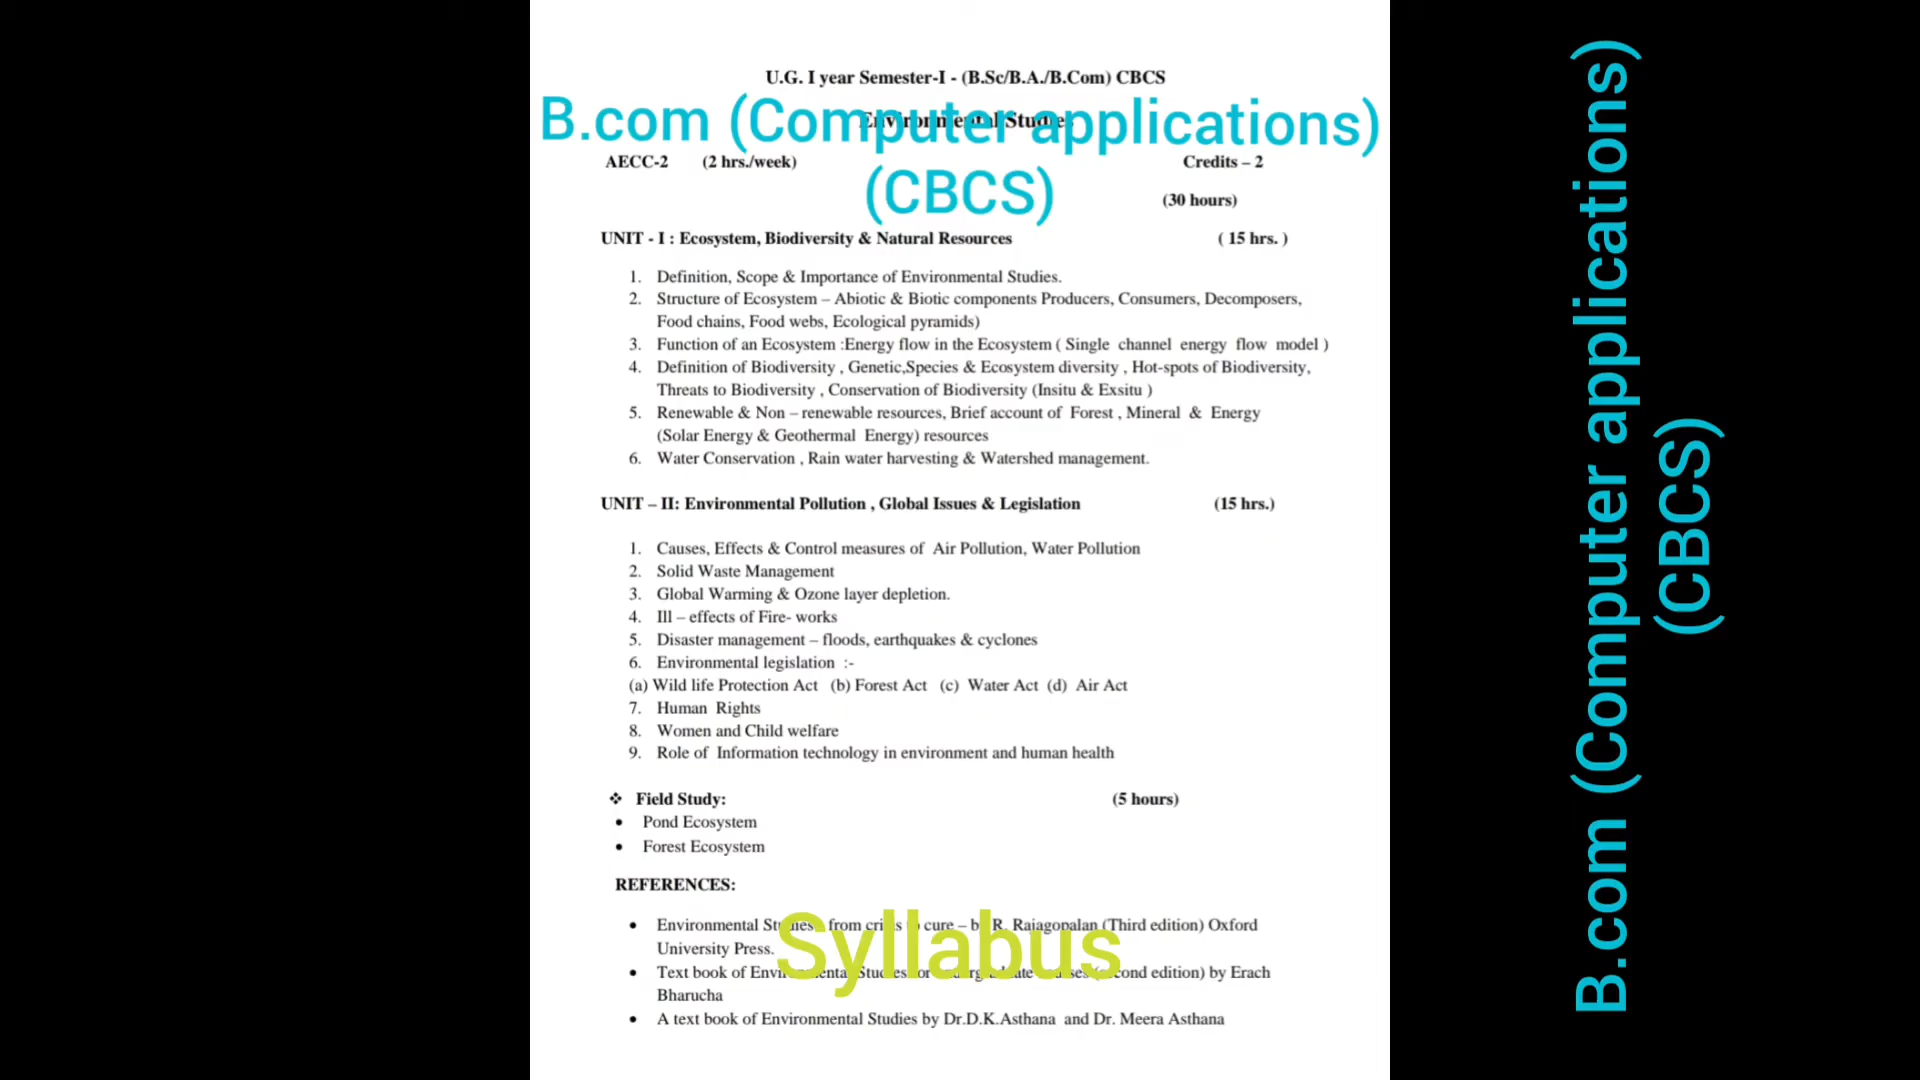 U.G. I year Semester-I - (B.Sc/B.A./B.Com) CBCS
B.com (Computer applications)
(CBCS)
AECC-2 (2 hrs./week) Credits – 2
(30 hours)
UNIT - I : Ecosystem, Biodiversity & Natural Resources ( 15 hrs. )
1. Definition, Scope & Importance of Environmental Studies.
2. Structure of Ecosystem – Abiotic & Biotic components Producers, Consumers, Decomposers,
Food chains, Food webs, Ecological pyramids)
3. Function of an Ecosystem :Energy flow in the Ecosystem ( Single channel energy flow model )
4. Definition of Biodiversity , Genetic,Species & Ecosystem diversity , Hot-spots of Biodiversity,
Threats to Biodiversity , Conservation of Biodiversity (Insitu & Exsitu )
5. Renewable & Non – renewable resources, Brief account of Forest , Mineral & Energy
(Solar Energy & Geothermal Energy) resources
6. Water Conservation , Rain water harvesting & Watershed management.
UNIT – II: Environmental Pollution , Global Issues & Legislation (15 hrs.)
1. Causes, Effects & Control measures of Air Pollution, Water Pollution
2. Solid Waste Management
3. Global Warming & Ozone layer depletion.
4. Ill – effects of Fire- works
5. Disaster management – floods, earthquakes & cyclones
6. Environmental legislation :-
(a) Wild life Protection Act (b) Forest Act (c) Water Act (d) Air Act
7. Human Rights
8. Women and Child welfare
9. Role of Information technology in environment and human health
❖ Field Study: (5 hours)
• Pond Ecosystem
• Forest Ecosystem
REFERENCES:
• Environmental from cure – R. Rajagopalan (Third edition) Oxford
University Press.
Syllabus
• Text book of edition) by Erach
Bharucha
• A text book of Environmental Studies by Dr.D.K.Asthana and Dr. Meera Asthana
B.com (Computer applications)
(CBCS)